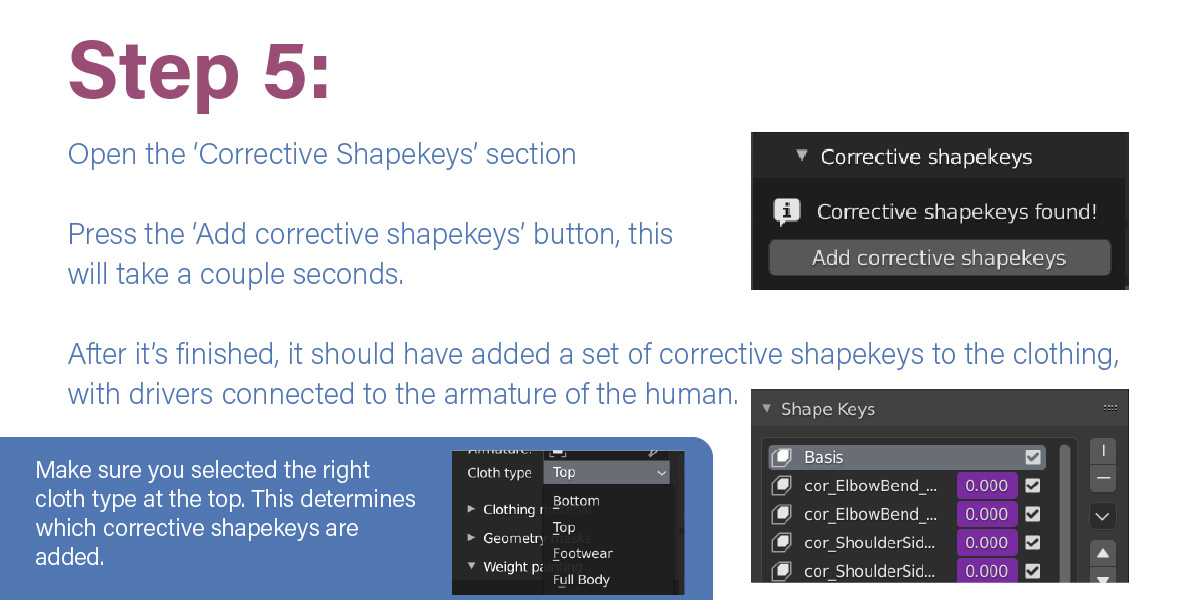 Step 5:
Open the ‘Corrective Shapekeys’ section
Press the ‘Add corrective shapekeys’ button, this
will take a couple seconds.
Corrective shapekeys
Corrective shapekeys found!
Add corrective shapekeys
After it’s finished, it should have added a set of corrective shapekeys to the clothing,
with drivers connected to the armature of the human.
Make sure you selected the right
cloth type at the top. This determines
which corrective shapekeys are
added.
Armature:
Cloth type Top
Bottom
Top
Footwear
Full Body
Clothing material
Geometry masks
Weight painting
Shape Keys
Basis
cor_ElbowBend_... 0.000
cor_ElbowBend_... 0.000
cor_ShoulderSid... 0.000
cor_ShoulderSid... 0.000